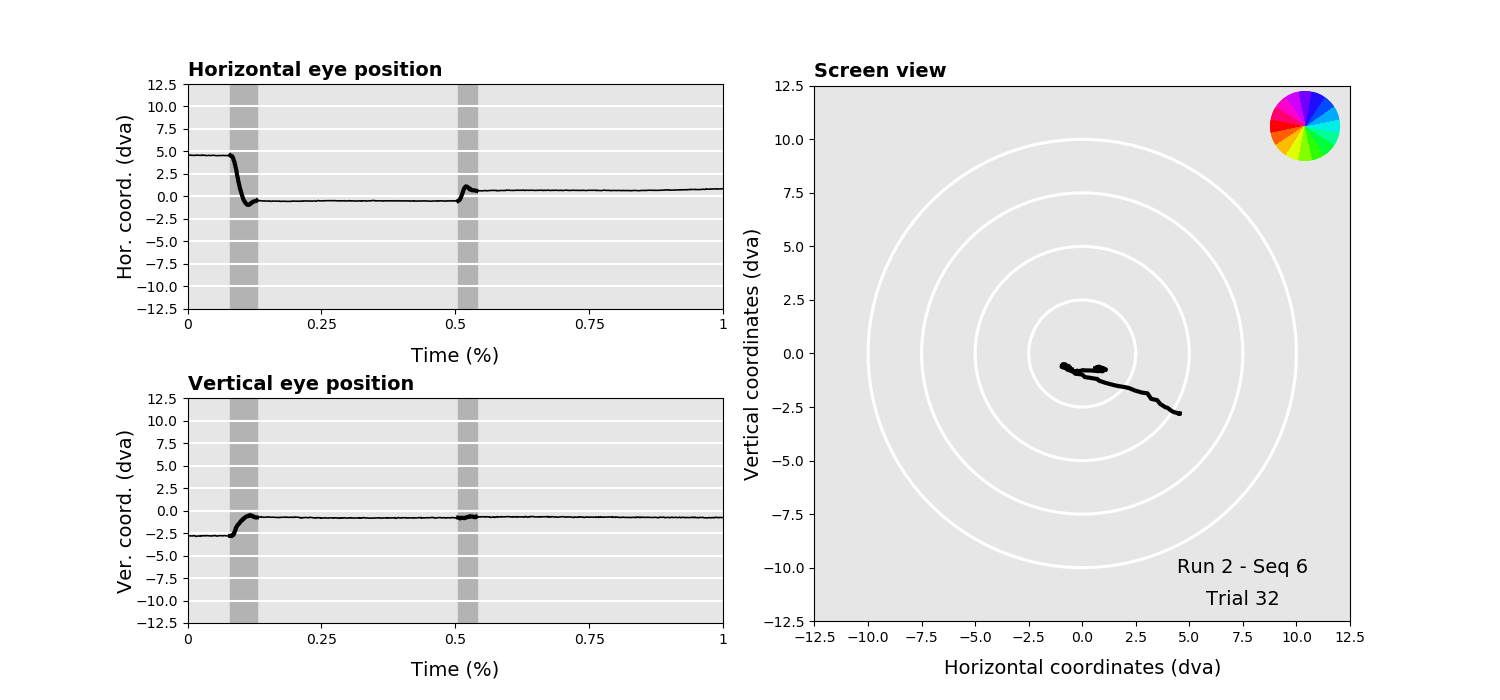 Horizontal eye position
Hor. coord. (dva)
12.5
10.0
7.5
5.0
2.5
0.0
−2.5
−5.0
−7.5
−10.0
−12.5
0 0.25 0.5 0.75 1
Time (%)
Vertical eye position
Ver. coord. (dva)
12.5
10.0
7.5
5.0
2.5
0.0
−2.5
−5.0
−7.5
−10.0
−12.5
0 0.25 0.5 0.75 1
Time (%)
Screen view
Vertical coordinates (dva)
12.5
10.0
7.5
5.0
2.5
0.0
−2.5
−5.0
−7.5
−10.0
−12.5
Run 2 - Seq 6
Trial 32
−12.5 −10.0 −7.5 −5.0 −2.5 0.0 2.5 5.0 7.5 10.0 12.5
Horizontal coordinates (dva)